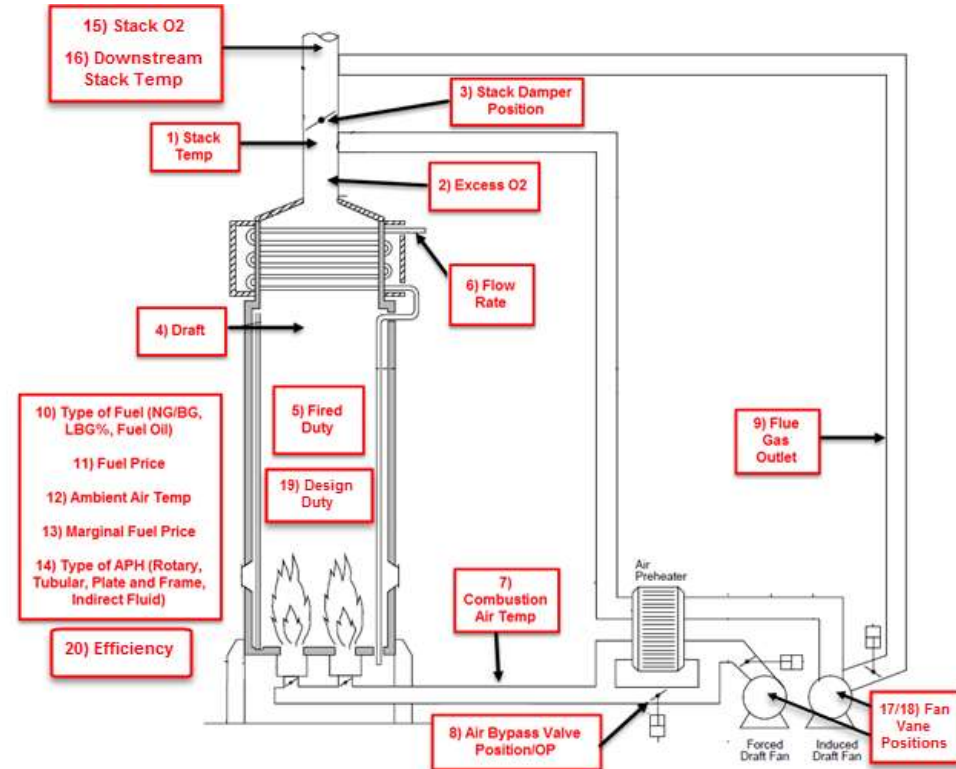 15) Stack O2
16) Downstream
Stack Temp
3) Stack Damper
Position
1) Stack
Temp
2) Excess O2
6) Flow
Rate
4) Draft
10) Type of Fuel (NG/BG,
LBG%, Fuel Oil)
11) Fuel Price
12) Ambient Air Temp
13) Marginal Fuel Price
14) Type of APH (Rotary,
Tubular, Plate and Frame,
Indirect Fluid)
20) Efficiency
5) Fired
Duty
19) Design
Duty
9) Flue
Gas
Outlet
7)
Combustion
Air Temp
Air
Preheater
8) Air Bypass Valve
Position/OP
17/18) Fan
Vane
Positions
Forced
Draft Fan
Induced
Draft Fan